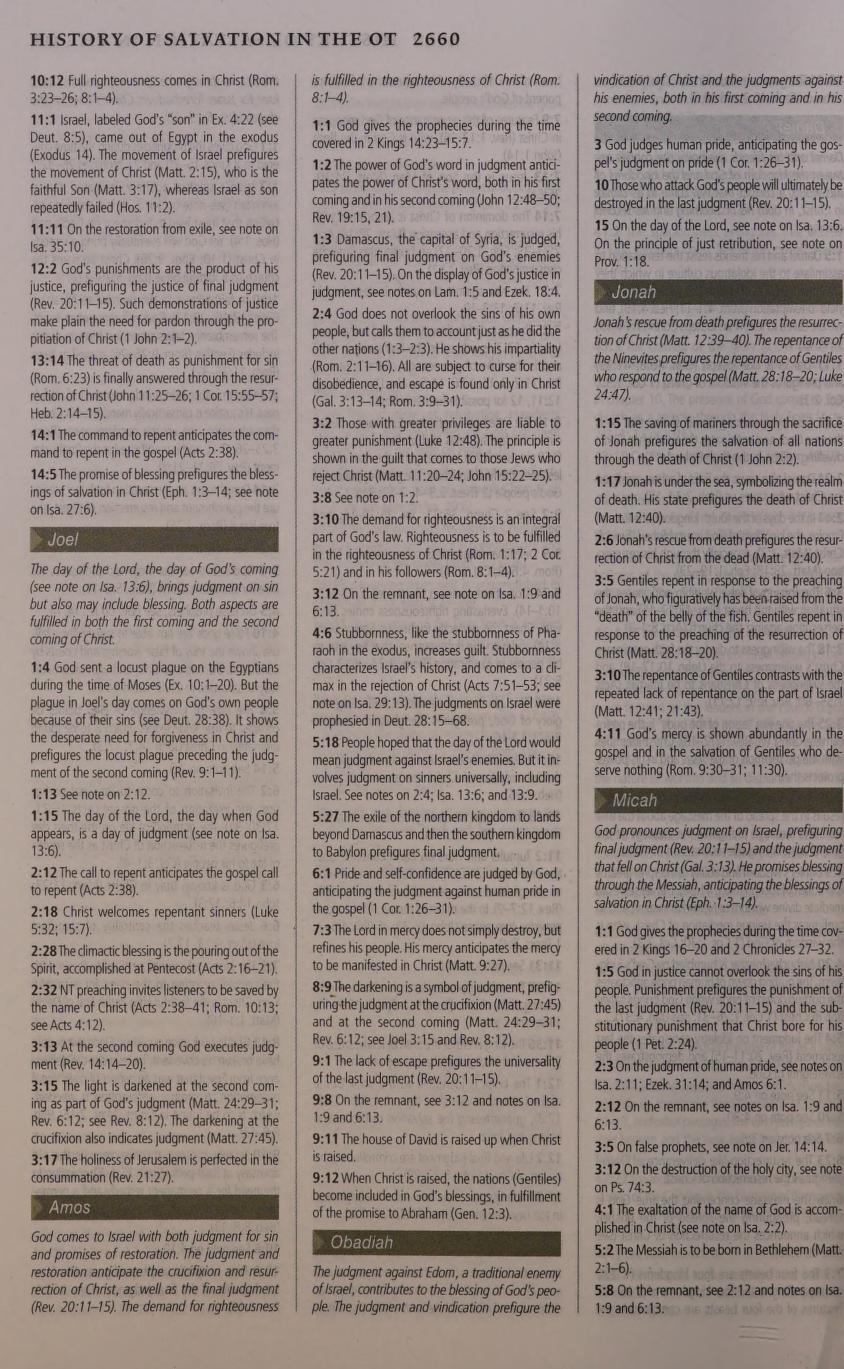 HISTORY OF SALVATION IN THE OT 2660
10:12 Full righteousness comes in Christ (Rom.
3:23–26; 8:1–4).
11:1 Israel, labeled God's “son” in Ex. 4:22 (see
Deut. 8:5), came out of Egypt in the exodus
(Exodus 14). The movement of Israel prefigures
the movement of Christ (Matt. 2:15), who is the
faithful Son (Matt. 3:17), whereas Israel as son
repeatedly failed (Hos. 11:2).
11:11 On the restoration from exile, see note on
Isa. 35:10.
12:2 God's punishments are the product of his
justice, prefiguring the justice of final judgment
(Rev. 20:11–15). Such demonstrations of justice
make plain the need for pardon through the pro-
pitiation of Christ (1 John 2:1–2).
13:14 The threat of death as punishment for sin
(Rom. 6:23) is finally answered through the resur-
rection of Christ (John 11:25–26; 1 Cor. 15:55–57;
Heb. 2:14–15).
14:1 The command to repent anticipates the com-
mand to repent in the gospel (Acts 2:38).
14:5 The promise of blessing prefigures the bless-
ings of salvation in Christ (Eph. 1:3–14; see note
on Isa. 27:6).
Joel
The day of the Lord, the day of God's coming
(see note on Isa. 13:6), brings judgment on sin
but also may include blessing. Both aspects are
fulfilled in both the first coming and the second
coming of Christ.
1:4 God sent a locust plague on the Egyptians
during the time of Moses (Ex. 10:1–20). But the
plague in Joel's day comes on God's own people
because of their sins (see Deut. 28:38). It shows
the desperate need for forgiveness in Christ and
prefigures the locust plague preceding the judg-
ment of the second coming (Rev. 9:1–11).
1:13 See note on 2:12.
1:15 The day of the Lord, the day when God
appears, is a day of judgment (see note on Isa.
13:6).
2:12 The call to repent anticipates the gospel call
to repent (Acts 2:38).
2:18 Christ welcomes repentant sinners (Luke
5:32; 15:7).
2:28 The climactic blessing is the pouring out of the
Spirit, accomplished at Pentecost (Acts 2:16–21).
2:32 NT preaching invites listeners to be saved by
the name of Christ (Acts 2:38–41; Rom. 10:13;
see Acts 4:12).
3:13 At the second coming God executes judg-
ment (Rev. 14:14–20).
3:15 The light is darkened at the second com-
ing as part of God's judgment (Matt. 24:29–31;
Rev. 6:12; see Rev. 8:12). The darkening at the
crucifixion also indicates judgment (Matt. 27:45).
3:17 The holiness of Jerusalem is perfected in the
consummation (Rev. 21:27).
Amos
God comes to Israel with both judgment for sin
and promises of restoration. The judgment and
restoration anticipate the crucifixion and resur-
rection of Christ, as well as the final judgment
(Rev. 20:11–15). The demand for righteousness
is fulfilled in the righteousness of Christ (Rom.
8:1–4).
1:1 God gives the prophecies during the time
covered in 2 Kings 14:23–15:7.
1:2 The power of God's word in judgment antici-
pates the power of Christ's word, both in his first
coming and in his second coming (John 12:48–50;
Rev. 19:15, 21).
1:3 Damascus, the capital of Syria, is judged,
prefiguring final judgment on God's enemies
(Rev. 20:11–15). On the display of God's justice in
judgment, see notes on Lam. 1:5 and Ezek. 18:4.
2:4 God does not overlook the sins of his own
people, but calls them to account just as he did the
other nations (1:3–2:3). He shows his impartiality
(Rom. 2:11–16). All are subject to curse for their
disobedience, and escape is found only in Christ
(Gal. 3:13–14; Rom. 3:9–31).
3:2 Those with greater privileges are liable to
greater punishment (Luke 12:48). The principle is
shown in the guilt that comes to those Jews who
reject Christ (Matt. 11:20–24; John 15:22–25).
3:8 See note on 1:2.
3:10 The demand for righteousness is an integral
part of God's law. Righteousness is to be fulfilled
in the righteousness of Christ (Rom. 1:17; 2 Cor.
5:21) and in his followers (Rom. 8:1–4).
3:12 On the remnant, see note on Isa. 1:9 and
6:13.
4:6 Stubbornness, like the stubbornness of Pha-
raoh in the exodus, increases guilt. Stubbornness
characterizes Israel's history, and comes to a cli-
max in the rejection of Christ (Acts 7:51–53; see
note on Isa. 29:13). The judgments on Israel were
prophesied in Deut. 28:15–68.
5:18 People hoped that the day of the Lord would
mean judgment against Israel's enemies. But it in-
volves judgment on sinners universally, including
Israel. See notes on 2:4; Isa. 13:6; and 13:9.
5:27 The exile of the northern kingdom to lands
beyond Damascus and then the southern kingdom
to Babylon prefigures final judgment.
6:1 Pride and self-confidence are judged by God,
anticipating the judgment against human pride in
the gospel (1 Cor. 1:26–31).
7:3 The Lord in mercy does not simply destroy, but
refines his people. His mercy anticipates the mercy
to be manifested in Christ (Matt. 9:27).
8:9 The darkening is a symbol of judgment, prefig-
uring the judgment at the crucifixion (Matt. 27:45)
and at the second coming (Matt. 24:29–31;
Rev. 6:12; see Joel 3:15 and Rev. 8:12).
9:1 The lack of escape prefigures the universality
of the last judgment (Rev. 20:11–15).
9:8 On the remnant, see 3:12 and notes on Isa.
1:9 and 6:13.
9:11 The house of David is raised up when Christ
is raised.
9:12 When Christ is raised, the nations (Gentiles)
become included in God's blessings, in fulfillment
of the promise to Abraham (Gen. 12:3).
Obadiah
The judgment against Edom, a traditional enemy
of Israel, contributes to the blessing of God's peo-
ple. The judgment and vindication prefigure the
vindication of Christ and the judgments against
his enemies, both in his first coming and in his
second coming.
3 God judges human pride, anticipating the gos-
pel's judgment on pride (1 Cor. 1:26–31).
10 Those who attack God's people will ultimately be
destroyed in the last judgment (Rev. 20:11–15).
15 On the day of the Lord, see note on Isa. 13:6.
On the principle of just retribution, see note on
Prov. 1:18.
Jonah
Jonah's rescue from death prefigures the resurrec-
tion of Christ (Matt. 12:39–40). The repentance of
the Ninevites prefigures the repentance of Gentiles
who respond to the gospel (Matt. 28:18–20; Luke
24:47).
1:15 The saving of mariners through the sacrifice
of Jonah prefigures the salvation of all nations
through the death of Christ (1 John 2:2).
1:17 Jonah is under the sea, symbolizing the realm
of death. His state prefigures the death of Christ
(Matt. 12:40).
2:6 Jonah's rescue from death prefigures the resur-
rection of Christ from the dead (Matt. 12:40).
3:5 Gentiles repent in response to the preaching
of Jonah, who figuratively has been raised from the
“death” of the belly of the fish. Gentiles repent in
response to the preaching of the resurrection of
Christ (Matt. 28:18–20).
3:10 The repentance of Gentiles contrasts with the
repeated lack of repentance on the part of Israel
(Matt. 12:41; 21:43).
4:11 God's mercy is shown abundantly in the
gospel and in the salvation of Gentiles who de-
serve nothing (Rom. 9:30–31; 11:30).
Micah
God pronounces judgment on Israel, prefiguring
final judgment (Rev. 20:11–15) and the judgment
that fell on Christ (Gal. 3:13). He promises blessing
through the Messiah, anticipating the blessings of
salvation in Christ (Eph. 1:3–14).
1:1 God gives the prophecies during the time cov-
ered in 2 Kings 16–20 and 2 Chronicles 27–32.
1:5 God in justice cannot overlook the sins of his
people. Punishment prefigures the punishment of
the last judgment (Rev. 20:11–15) and the sub-
stitutionary punishment that Christ bore for his
people (1 Pet. 2:24).
2:3 On the judgment of human pride, see notes on
Isa. 2:11; Ezek. 31:14; and Amos 6:1.
2:12 On the remnant, see notes on Isa. 1:9 and
6:13.
3:5 On false prophets, see note on Jer. 14:14.
3:12 On the destruction of the holy city, see note
on Ps. 74:3.
4:1 The exaltation of the name of God is accom-
plished in Christ (see note on Isa. 2:2).
5:2 The Messiah is to be born in Bethlehem (Matt.
2:1–6).
5:8 On the remnant, see 2:12 and notes on Isa.
1:9 and 6:13.